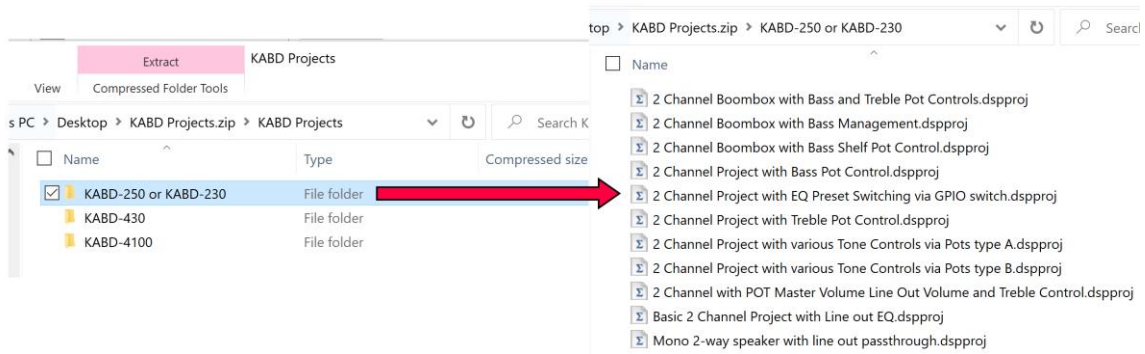 Extract
KABD Projects
View
Compressed Folder Tools
s PC > Desktop > KABD Projects.zip > KABD Projects
Search K
Name
Type
Compressed size
KABD-250 or KABD-230
File folder
KABD-430
File folder
KABD-4100
File folder
top > KABD Projects.zip > KABD-250 or KABD-230
Search
Name
2 Channel Boombox with Bass and Treble Pot Controls.dspproj
2 Channel Boombox with Bass Management.dspproj
2 Channel Boombox with Bass Shelf Pot Control.dspproj
2 Channel Project with Bass Pot Control.dspproj
2 Channel Project with EQ Preset Switching via GPIO switch.dspproj
2 Channel Project with Treble Pot Control.dspproj
2 Channel Project with various Tone Controls via Pots type A.dspproj
2 Channel Project with various Tone Controls via Pots type B.dspproj
2 Channel with POT Master Volume Line Out Volume and Treble Control.dspproj
Basic 2 Channel Project with Line out EQ.dspproj
Mono 2-way speaker with line out passthrough.dspproj